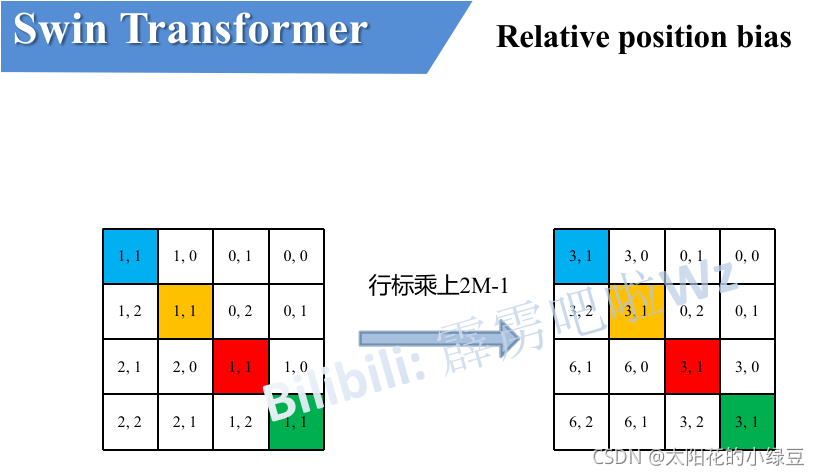 Swin Transformer
Relative position bias
1, 1 1, 0 0, 1 0, 0
1, 2 1, 1 0, 2 0, 1
2, 1 2, 0 1, 1 1, 0
2, 2 2, 1 1, 2 1, 1
行标乘上2M-1
3, 1 3, 0 0, 1 0, 0
3, 2 3, 1 0, 2 0, 1
6, 1 6, 0 3, 1 3, 0
6, 2 6, 1 3, 2 3, 1
Bilibili: 霹雳吧啦Wz
CSDN @太阳花的小绿豆